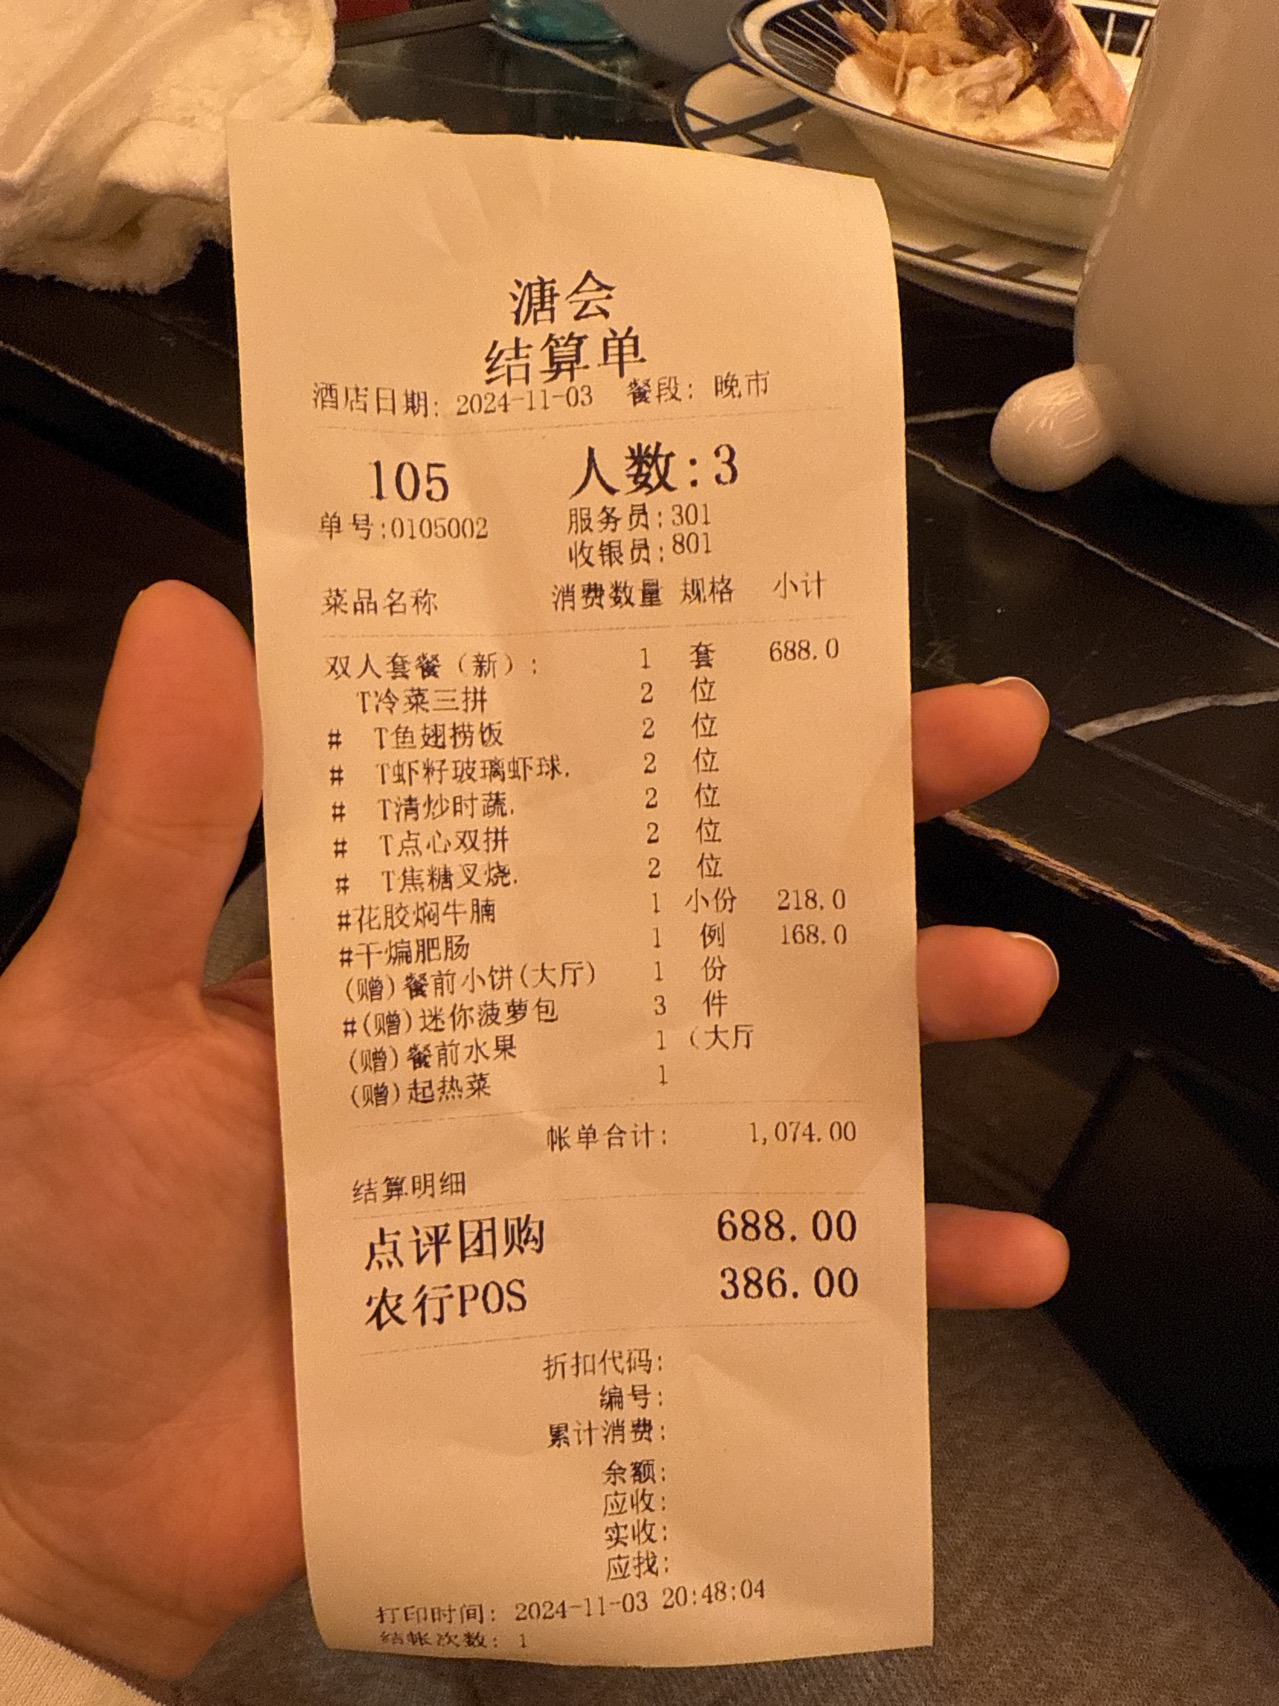 溏会
结算单
酒店日期: 2024-11-03 餐段: 晚市
105 人数:3
单号:0105002 服务员:301
收银员:801
菜品名称 消费数量 规格 小计
双人套餐（新）: 1 套 688.0
T冷菜三拼 2 位
# T鱼翅捞饭 2 位
# T虾籽玻璃虾球. 2 位
# T清炒时蔬. 2 位
# T点心双拼 2 位
# T焦糖叉烧. 2 位
#花胶焖牛腩 1 小份 218.0
#干煸肥肠 1 例 168.0
(赠)餐前小饼(大厅) 1 份
#(赠)迷你菠萝包 3 件
(赠)餐前水果 1 (大厅
(赠)起热菜 1
帐单合计: 1,074.00
结算明细
点评团购 688.00
农行POS 386.00
折扣代码:
编号:
累计消费:
余额:
应收:
实收:
应找:
打印时间: 2024-11-03 20:48:04
结帐次数: 1